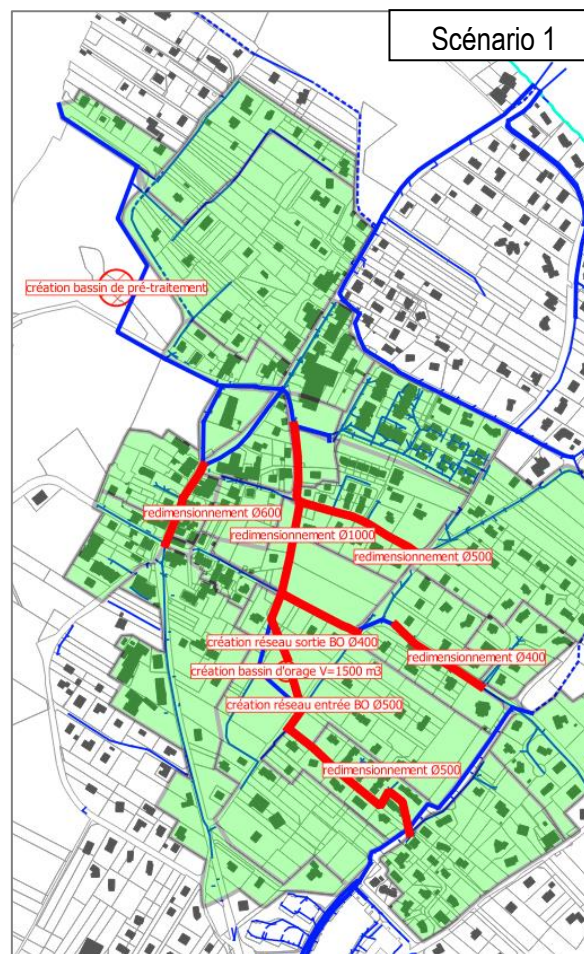 Scénario 1
création bassin de pré-traitement
redimensionnement Ø600
redimensionnement Ø1000
redimensionnement Ø500
création réseau sortie BO Ø400
redimensionnement Ø400
création bassin d'orage V=1500 m3
création réseau entrée BO Ø500
redimensionnement Ø500